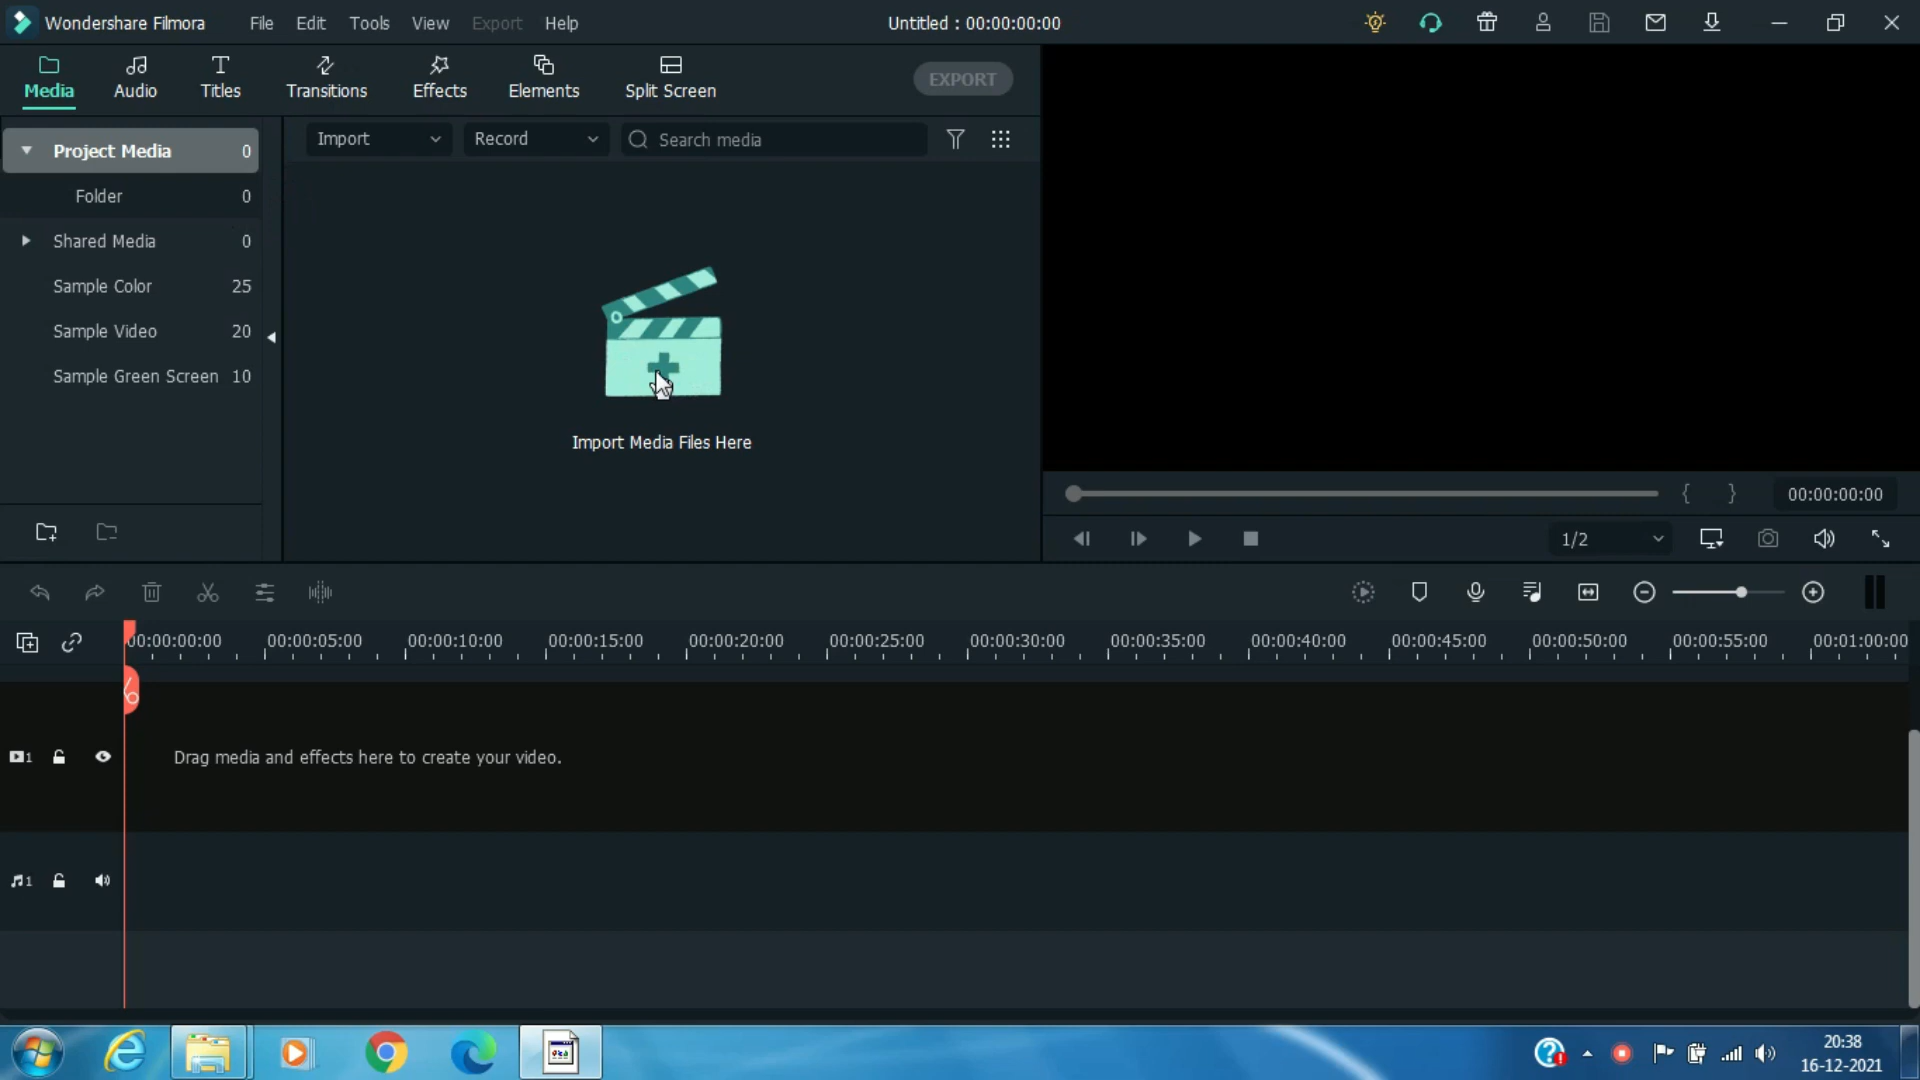 Wondershare Filmora File Edit Tools View Export Help Untitled : 00:00:00:00
Media Audio Titles Transitions Effects Elements Split Screen EXPORT
Import Record Search media
Project Media 0
Folder 0
Shared Media 0
Sample Color 25
Sample Video 20
Sample Green Screen 10
Import Media Files Here
{ } 00:00:00:00
1/2
00:00:00:00 00:00:05:00 00:00:10:00 00:00:15:00 00:00:20:00 00:00:25:00 00:00:30:00 00:00:35:00 00:00:40:00 00:00:45:00 00:00:50:00 00:00:55:00 00:01:00:00
1 Drag media and effects here to create your video.
1
20:38
16-12-2021